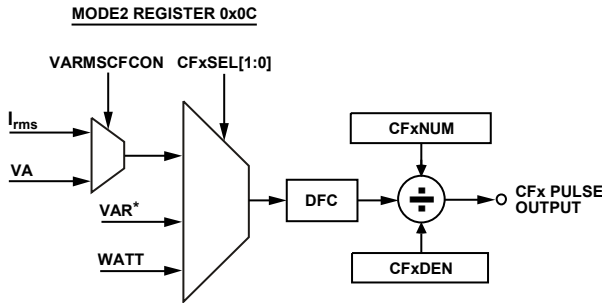 MODE2 REGISTER 0x0C
VARMSCFCON
CFxSEL[1:0]
Irms
VA
VAR*
WATT
DFC
CFxNUM
÷
CFxDEN
CFx PULSE
OUTPUT